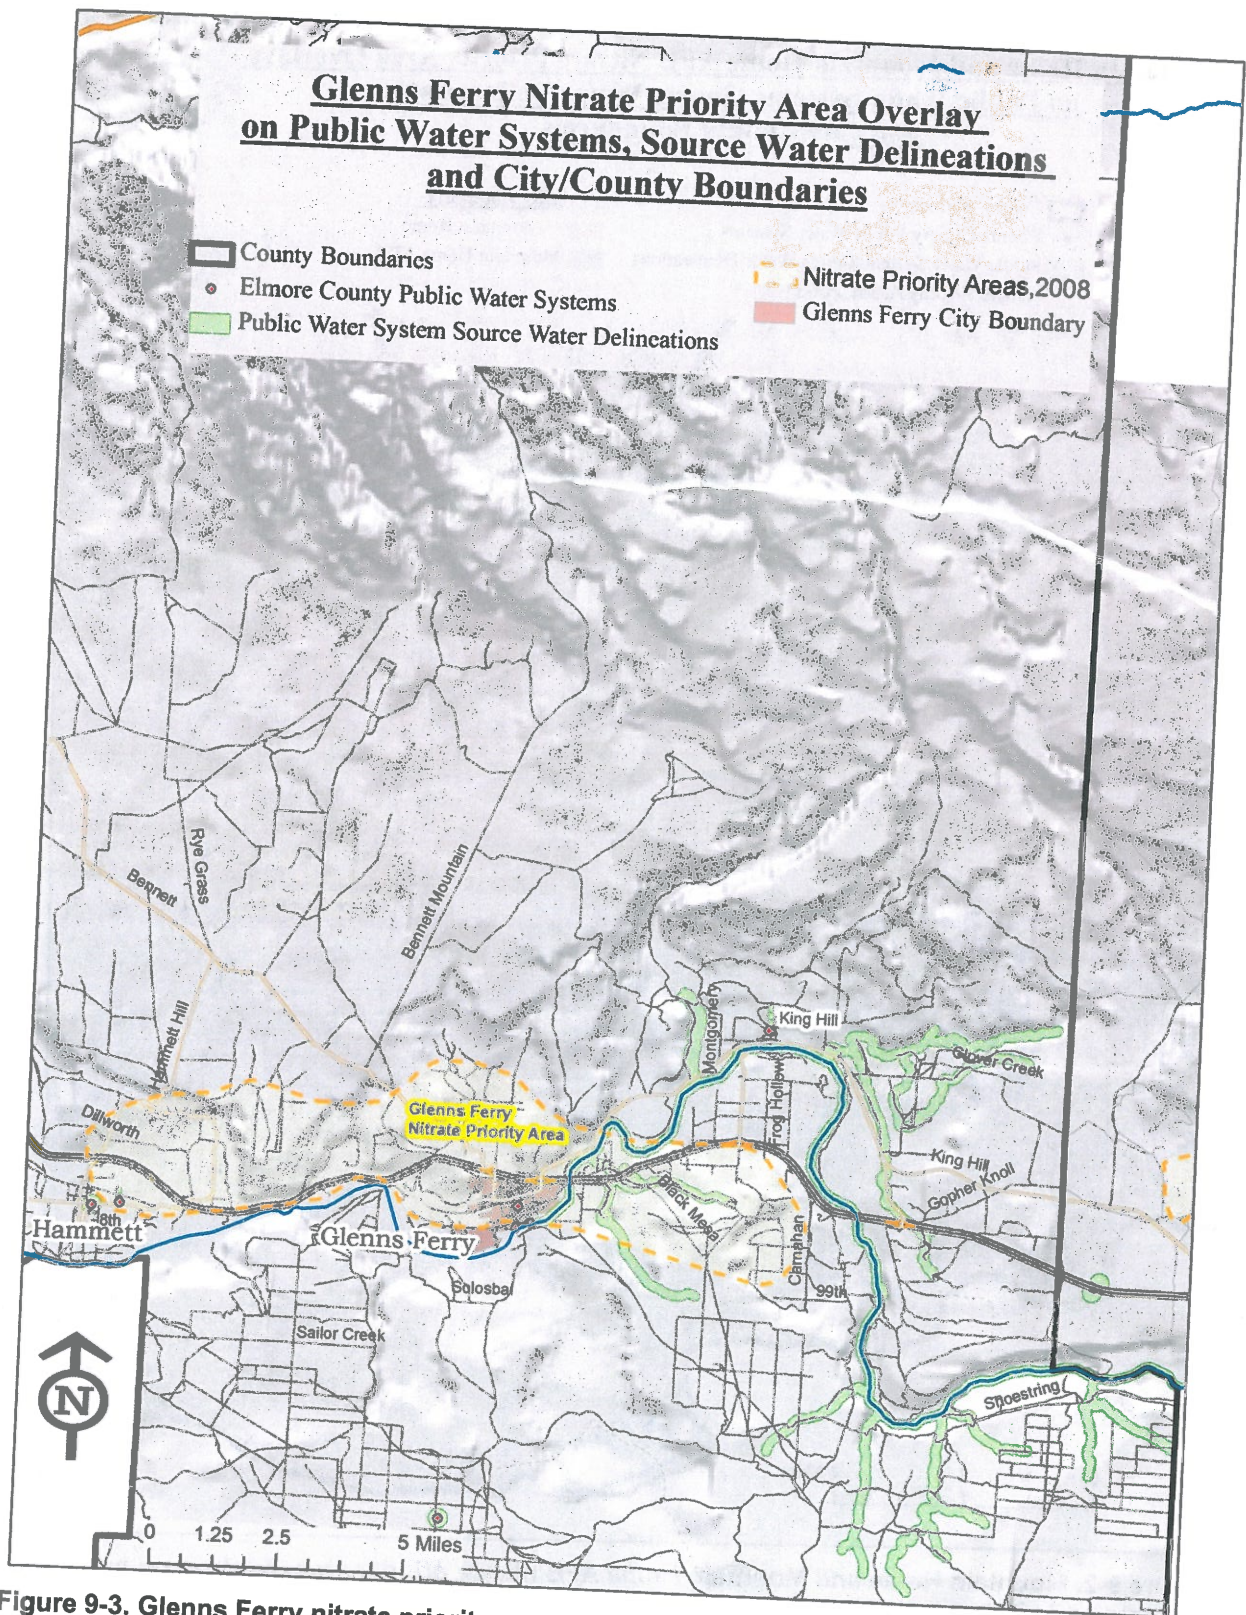 Glenns Ferry Nitrate Priority Area Overlay
on Public Water Systems, Source Water Delineations
and City/County Boundaries
County Boundaries
Elmore County Public Water Systems
Public Water System Source Water Delineations
Nitrate Priority Areas,2008
Glenns Ferry City Boundary
Rye Grass
Bennett
Bennett Mountain
Hammett Hill
Montgomery
King Hill
Glover Creek
Frog Hollow
Glenns Ferry
Nitrate Priority Area
Dillworth
King Hill
Gopher Knoll
Black Mesa
18th
Hammett
Glenns Ferry
Carnahan
99th
Solosbal
Sailor Creek
Shoestring
N
0 1.25 2.5 5 Miles
Figure 9-3. Glenns Ferry nitrate